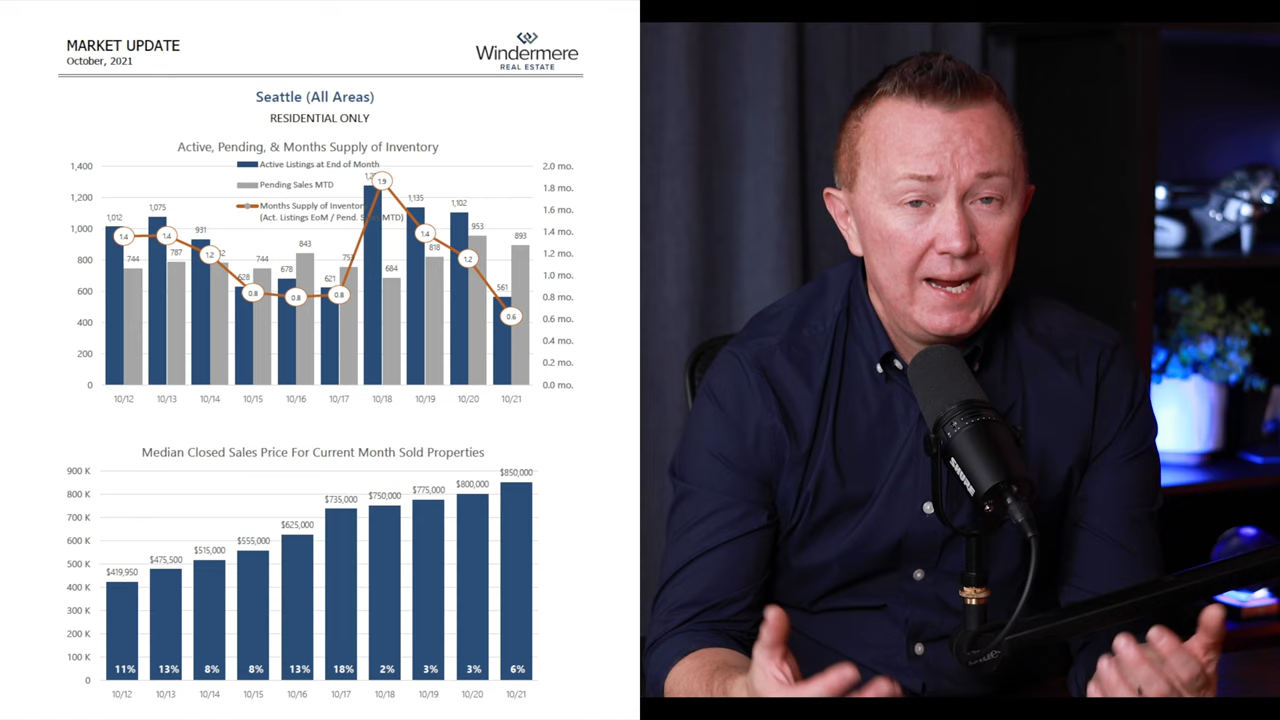 MARKET UPDATE
October, 2021
Windermere
REAL ESTATE
Seattle (All Areas)
RESIDENTIAL ONLY
Active, Pending, & Months Supply of Inventory
Active Listings at End of Month
Pending Sales MTD
Months Supply of Inventory
(Act. Listings EoM / Pend. MTD)
1,400
1,200
1,000
800
600
400
200
0
2.0 mo.
1.8 mo.
1.6 mo.
1.4 mo.
1.2 mo.
1.0 mo.
0.8 mo.
0.6 mo.
0.4 mo.
0.2 mo.
0.0 mo.
1,012 1,075 931 628 678 621 1,135 1,102 561
744 787 744 843 684 818 953 893
1.4 1.4 1.2 0.8 0.8 0.8 1.9 1.4 1.2 0.6
10/12 10/13 10/14 10/15 10/16 10/17 10/18 10/19 10/20 10/21
Median Closed Sales Price For Current Month Sold Properties
900 K
800 K
700 K
600 K
500 K
400 K
300 K
200 K
100 K
0
$419,950 $475,500 $515,000 $555,000 $625,000 $735,000 $750,000 $775,000 $800,000 $850,000
11% 13% 8% 8% 13% 18% 2% 3% 3% 6%
10/12 10/13 10/14 10/15 10/16 10/17 10/18 10/19 10/20 10/21
SHURE